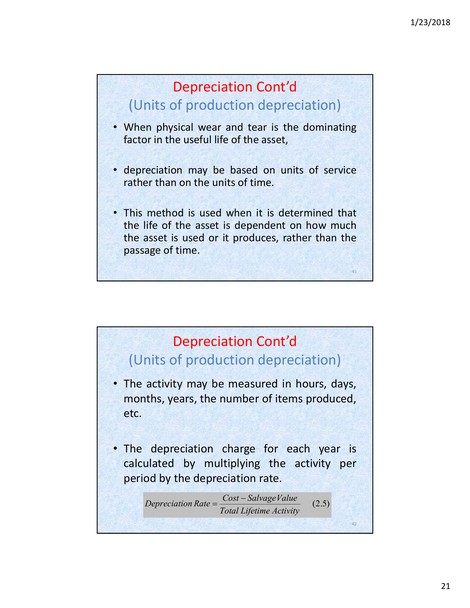 1/23/2018
Depreciation Cont'd
(Units of production depreciation)
• When physical wear and tear is the dominating
factor in the useful life of the asset,
• depreciation may be based on units of service
rather than on the units of time.
• This method is used when it is determined that
the life of the asset is dependent on how much
the asset is used or it produces, rather than the
passage of time.
Depreciation Cont'd
(Units of production depreciation)
• The activity may be measured in hours, days,
months, years, the number of items produced,
etc.
• The depreciation charge for each year is
calculated by multiplying the activity per
period by the depreciation rate.
Depreciation Rate = Cost − Salvage Value / Total Lifetime Activity (2.5)
21